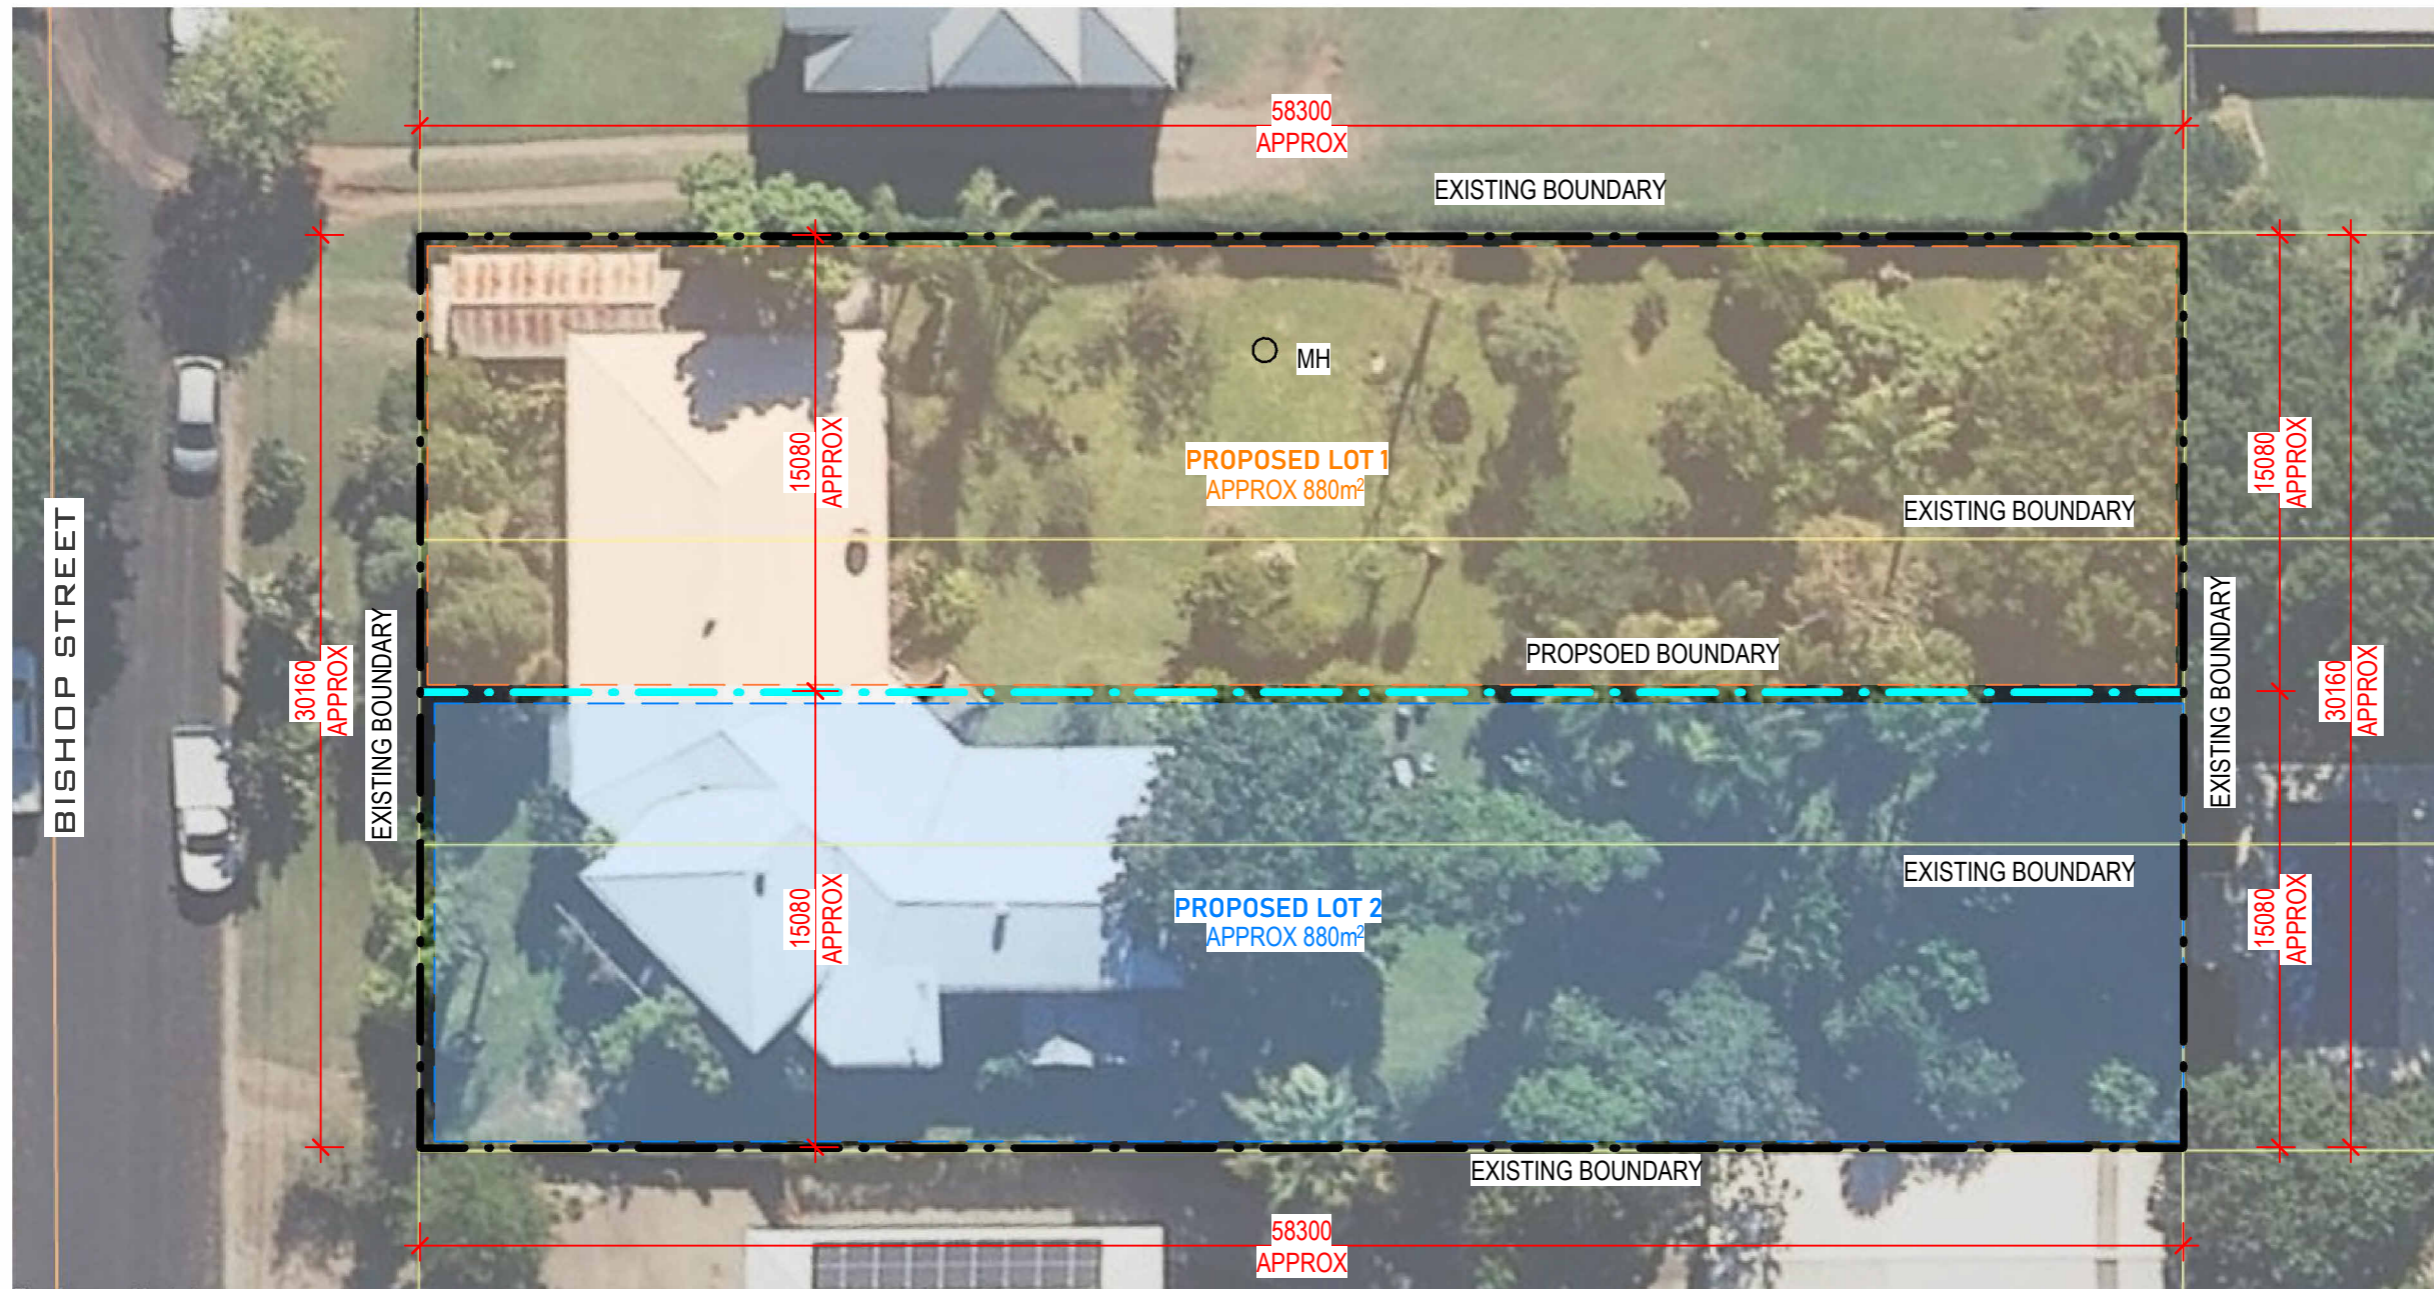 58300
APPROX
EXISTING BOUNDARY
MH
15080
APPROX
PROPOSED LOT 1
APPROX 880m²
15080
APPROX
EXISTING BOUNDARY
BISHOP STREET
30160
APPROX
EXISTING BOUNDARY
PROPSOED BOUNDARY
EXISTING BOUNDARY
30160
APPROX
15080
APPROX
PROPOSED LOT 2
APPROX 880m²
EXISTING BOUNDARY
15080
APPROX
EXISTING BOUNDARY
58300
APPROX